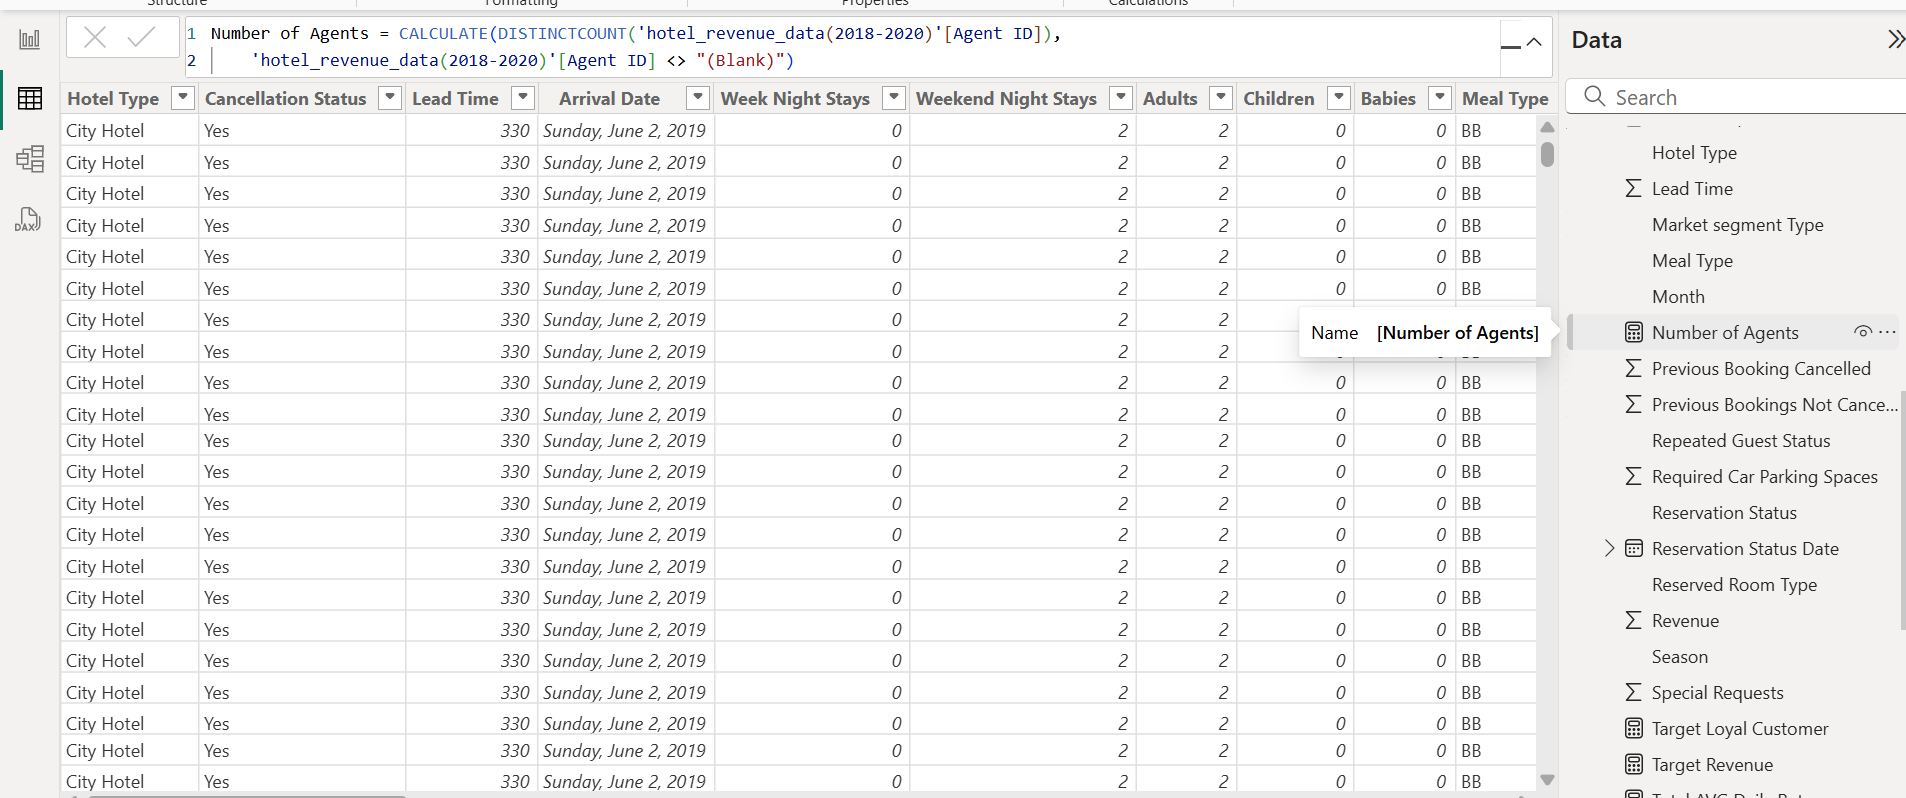 Structure Formatting Properties Calculations
1 Number of Agents = CALCULATE(DISTINCTCOUNT('hotel_revenue_data(2018-2020)'[Agent ID]),
2 'hotel_revenue_data(2018-2020)'[Agent ID] <> "(Blank)")
Hotel Type Cancellation Status Lead Time Arrival Date Week Night Stays Weekend Night Stays Adults Children Babies Meal Type
City Hotel Yes 330 Sunday, June 2, 2019 0 2 2 0 0 BB
City Hotel Yes 330 Sunday, June 2, 2019 0 2 2 0 0 BB
City Hotel Yes 330 Sunday, June 2, 2019 0 2 2 0 0 BB
City Hotel Yes 330 Sunday, June 2, 2019 0 2 2 0 0 BB
City Hotel Yes 330 Sunday, June 2, 2019 0 2 2 0 0 BB
City Hotel Yes 330 Sunday, June 2, 2019 0 2 2 0 0 BB
City Hotel Yes 330 Sunday, June 2, 2019 0 2 2
City Hotel Yes 330 Sunday, June 2, 2019 0 2 2
City Hotel Yes 330 Sunday, June 2, 2019 0 2 2 0 0 BB
City Hotel Yes 330 Sunday, June 2, 2019 0 2 2 0 0 BB
City Hotel Yes 330 Sunday, June 2, 2019 0 2 2 0 0 BB
City Hotel Yes 330 Sunday, June 2, 2019 0 2 2 0 0 BB
City Hotel Yes 330 Sunday, June 2, 2019 0 2 2 0 0 BB
City Hotel Yes 330 Sunday, June 2, 2019 0 2 2 0 0 BB
City Hotel Yes 330 Sunday, June 2, 2019 0 2 2 0 0 BB
City Hotel Yes 330 Sunday, June 2, 2019 0 2 2 0 0 BB
City Hotel Yes 330 Sunday, June 2, 2019 0 2 2 0 0 BB
City Hotel Yes 330 Sunday, June 2, 2019 0 2 2 0 0 BB
City Hotel Yes 330 Sunday, June 2, 2019 0 2 2 0 0 BB
City Hotel Yes 330 Sunday, June 2, 2019 0 2 2 0 0 BB
City Hotel Yes 330 Sunday, June 2, 2019 0 2 2 0 0 BB
City Hotel Yes 330 Sunday, June 2, 2019 0 2 2 0 0 BB
Name [Number of Agents]
DAX
Data
Search
Hotel Type
Lead Time
Market segment Type
Meal Type
Month
Number of Agents
Previous Booking Cancelled
Previous Bookings Not Cance...
Repeated Guest Status
Required Car Parking Spaces
Reservation Status
Reservation Status Date
Reserved Room Type
Revenue
Season
Special Requests
Target Loyal Customer
Target Revenue